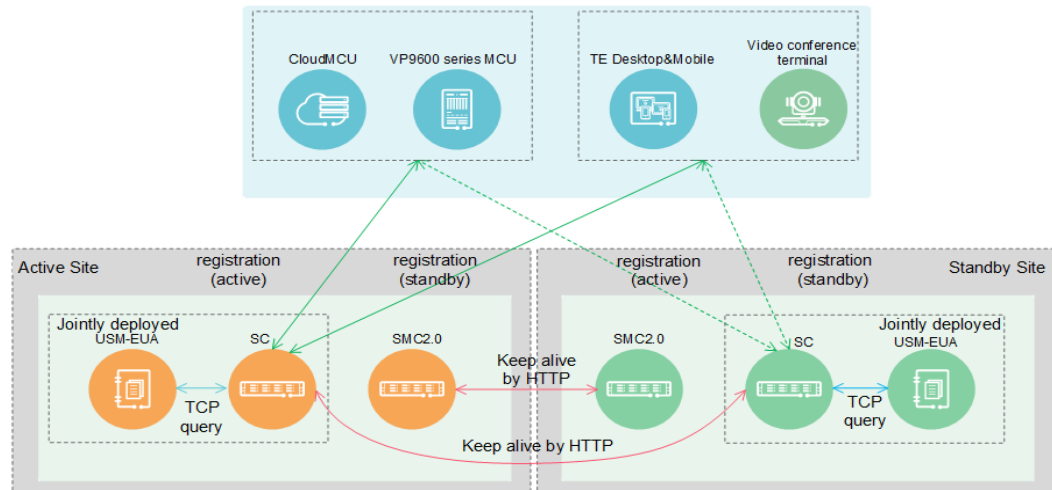 CloudMCU
VP9600 series MCU
TE Desktop&Mobile
Video conference
terminal
Active Site
registration
(active)
registration
(standby)
registration
(active)
registration
(standby)
Standby Site
Jointly deployed
USM-EUA
SC
SMC2.0
SMC2.0
SC
Jointly deployed
USM-EUA
TCP
query
Keep alive
by HTTP
TCP
query
Keep alive by HTTP